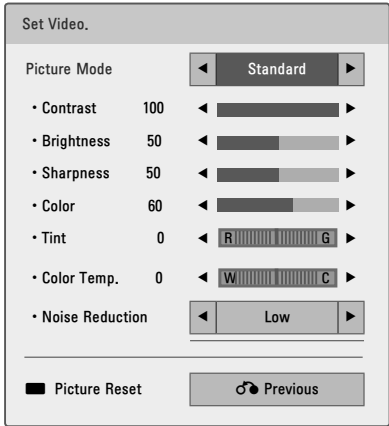 Set Video.
Picture Mode ◄ Standard ►
• Contrast 100 ◄ ►
• Brightness 50 ◄ ►
• Sharpness 50 ◄ ►
• Color 60 ◄ ►
• Tint 0 ◄ R G ►
• Color Temp. 0 ◄ W C ►
• Noise Reduction ◄ Low ►
Picture Reset Previous